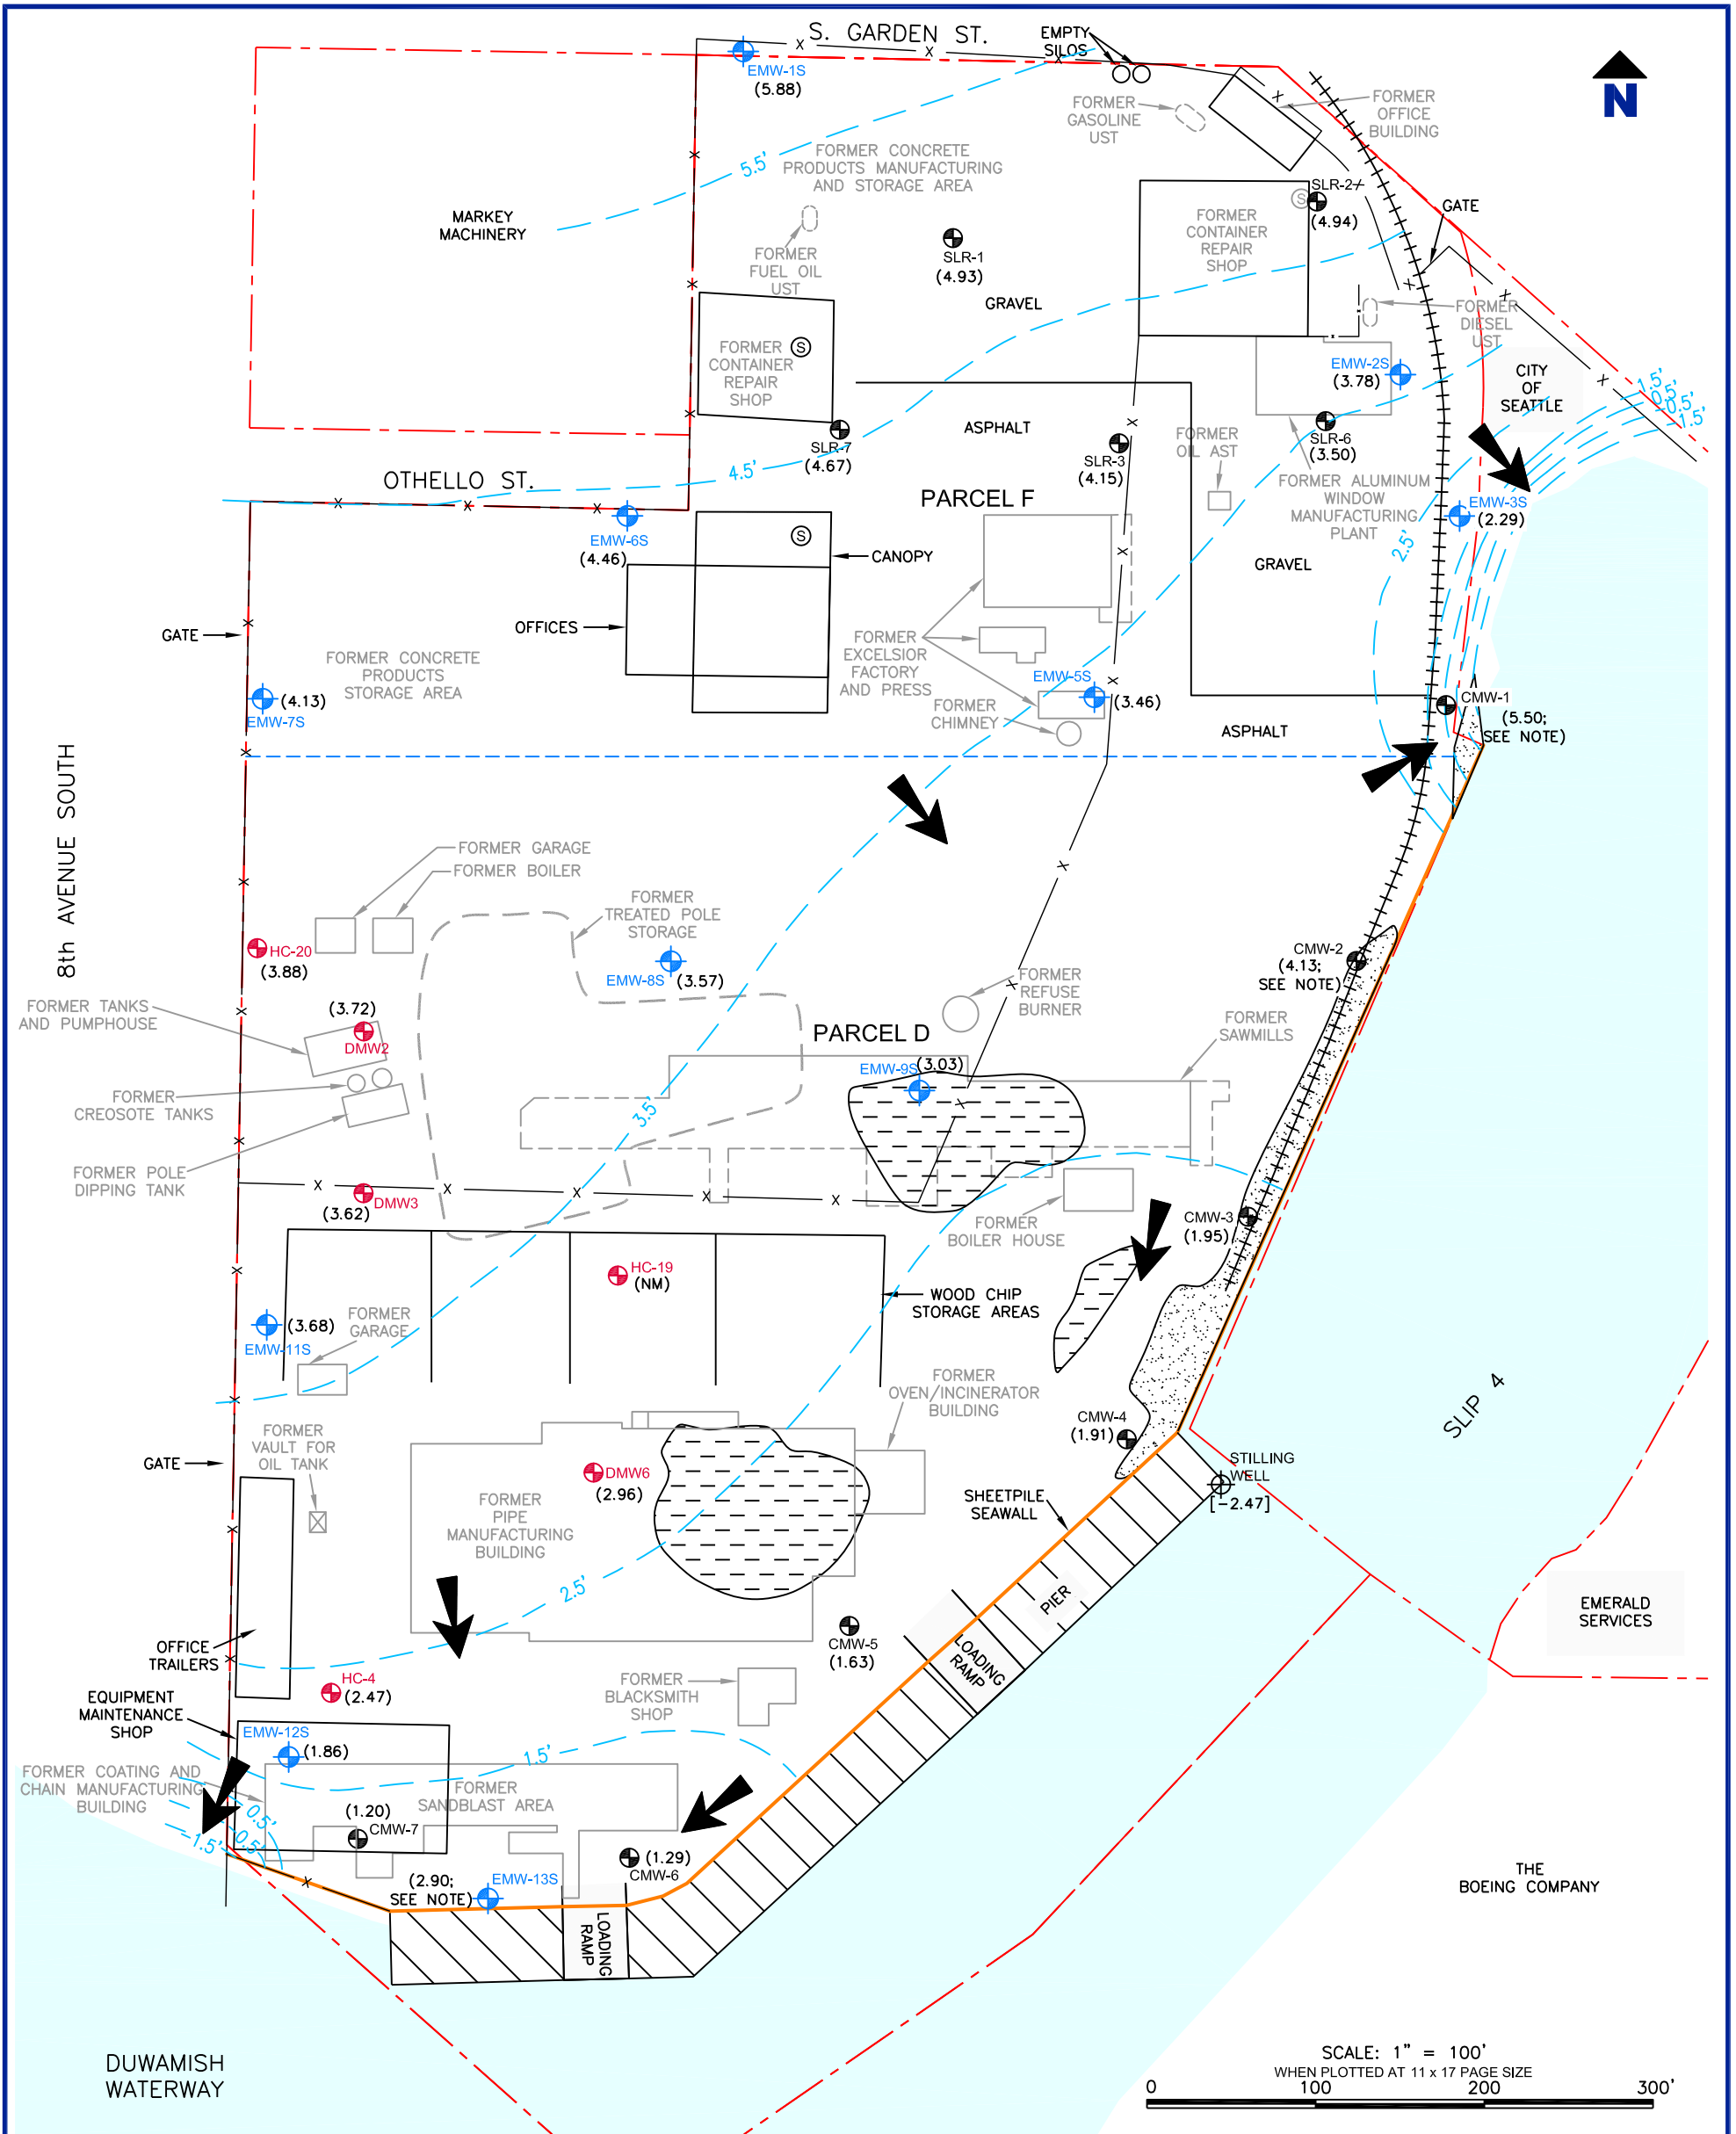 S. GARDEN ST.
EMPTY
SILOS
N
EMW-1S
(5.88)
FORMER
GASOLINE
UST
FORMER
OFFICE
BUILDING
5.5'
FORMER CONCRETE
PRODUCTS MANUFACTURING
AND STORAGE AREA
MARKEY
MACHINERY
FORMER
FUEL OIL
UST
SLR-1
(4.93)
GRAVEL
FORMER
CONTAINER
REPAIR
SHOP
S
SLR-2
(4.94)
GATE
FORMER
DIESEL
UST
FORMER
CONTAINER
REPAIR
SHOP
S
EMW-2S
(3.78)
CITY
OF
SEATTLE
1.5'
0.5'
-0.5'
-1.5'
SLR-7
(4.67)
ASPHALT
SLR-3
(4.15)
FORMER
OIL AST
SLR-6
(3.50)
4.5'
OTHELLO ST.
PARCEL F
FORMER ALUMINUM
WINDOW
MANUFACTURING
PLANT
EMW-3S
(2.29)
EMW-6S
(4.46)
S
CANOPY
2.5'
GRAVEL
GATE
OFFICES
FORMER
EXCELSIOR
FACTORY
AND PRESS
FORMER CONCRETE
PRODUCTS
STORAGE AREA
EMW-5S
(3.46)
FORMER
CHIMNEY
(4.13)
EMW-7S
CMW-1
(5.50;
SEE NOTE)
ASPHALT
8th AVENUE SOUTH
FORMER GARAGE
FORMER BOILER
FORMER
TREATED POLE
STORAGE
HC-20
(3.88)
EMW-8S
(3.57)
CMW-2
(4.13;
SEE NOTE)
FORMER
REFUSE
BURNER
FORMER TANKS
AND PUMPHOUSE
(3.72)
DMW2
PARCEL D
FORMER
SAWMILLS
EMW-9S
(3.03)
FORMER
CREOSOTE TANKS
3.5'
FORMER POLE
DIPPING TANK
DMW3
(3.62)
FORMER
BOILER HOUSE
CMW-3
(1.95)
HC-19
(NM)
WOOD CHIP
STORAGE AREAS
(3.68)
EMW-11S
FORMER
GARAGE
FORMER
OVEN/INCINERATOR
BUILDING
SLIP 4
CMW-4
(1.91)
FORMER
VAULT FOR
OIL TANK
GATE
DMW6
(2.96)
STILLING
WELL
[-2.47]
SHEETPILE
SEAWALL
FORMER
PIPE
MANUFACTURING
BUILDING
2.5'
PIER
EMERALD
SERVICES
CMW-5
(1.63)
LOADING
RAMP
OFFICE
TRAILERS
HC-4
(2.47)
FORMER
BLACKSMITH
SHOP
EQUIPMENT
MAINTENANCE
SHOP
EMW-12S
(1.86)
1.5'
FORMER COATING AND
CHAIN MANUFACTURING
BUILDING
FORMER
SANDBLAST AREA
0.5'
-0.5'
-1.5'
(1.20)
CMW-7
(1.29)
CMW-6
(2.90;
SEE NOTE)
EMW-13S
LOADING
RAMP
THE
BOEING COMPANY
DUWAMISH
WATERWAY
SCALE: 1" = 100'
WHEN PLOTTED AT 11 x 17 PAGE SIZE
0 100 200 300'